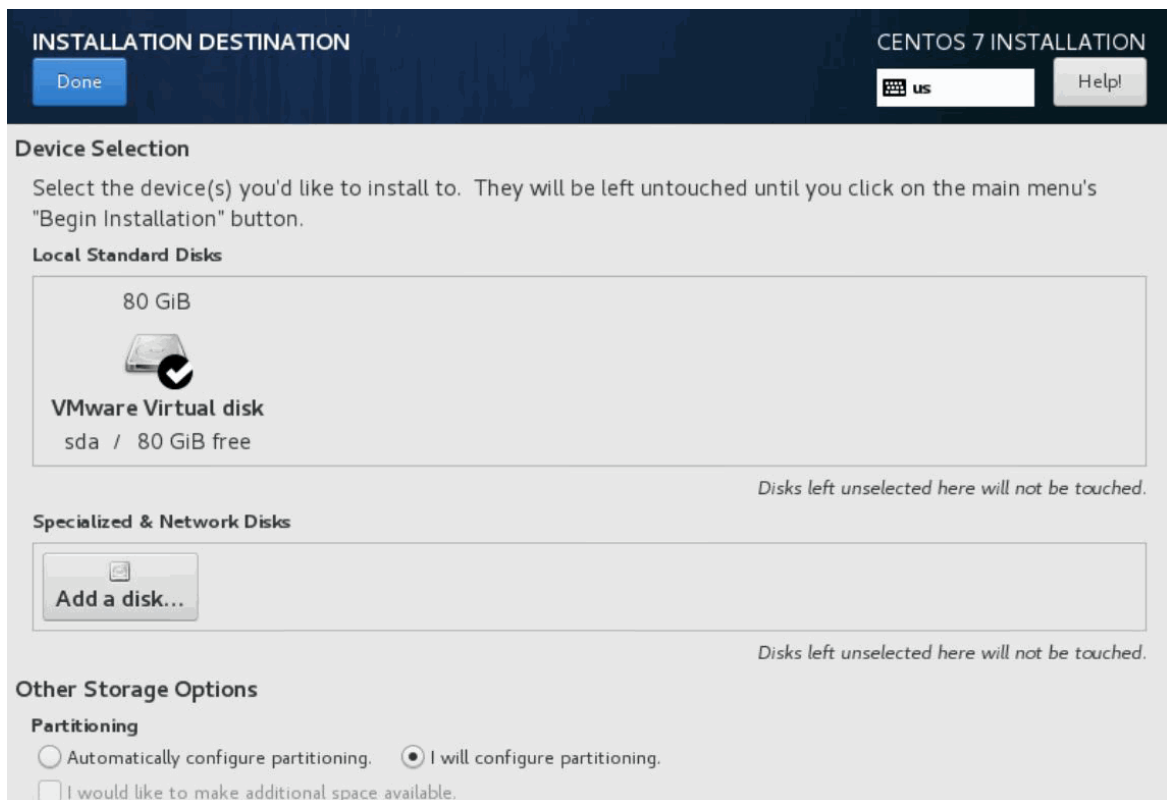 INSTALLATION DESTINATION
CENTOS 7 INSTALLATION
Done
us
Help!
Device Selection
Select the device(s) you'd like to install to. They will be left untouched until you click on the main menu's
"Begin Installation" button.
Local Standard Disks
80 GiB
VMware Virtual disk
sda / 80 GiB free
Disks left unselected here will not be touched.
Specialized & Network Disks
Add a disk...
Disks left unselected here will not be touched.
Other Storage Options
Partitioning
Automatically configure partitioning. I will configure partitioning.
I would like to make additional space available.